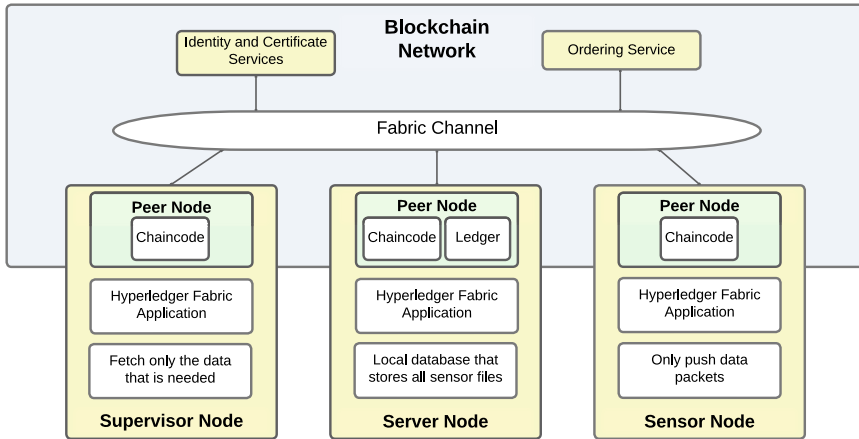 Blockchain
Network
Identity and Certificate
Services
Ordering Service
Fabric Channel
Peer Node
Chaincode
Hyperledger Fabric
Application
Fetch only the data
that is needed
Supervisor Node
Peer Node
Chaincode
Ledger
Hyperledger Fabric
Application
Local database that
stores all sensor files
Server Node
Peer Node
Chaincode
Hyperledger Fabric
Application
Only push data
packets
Sensor Node